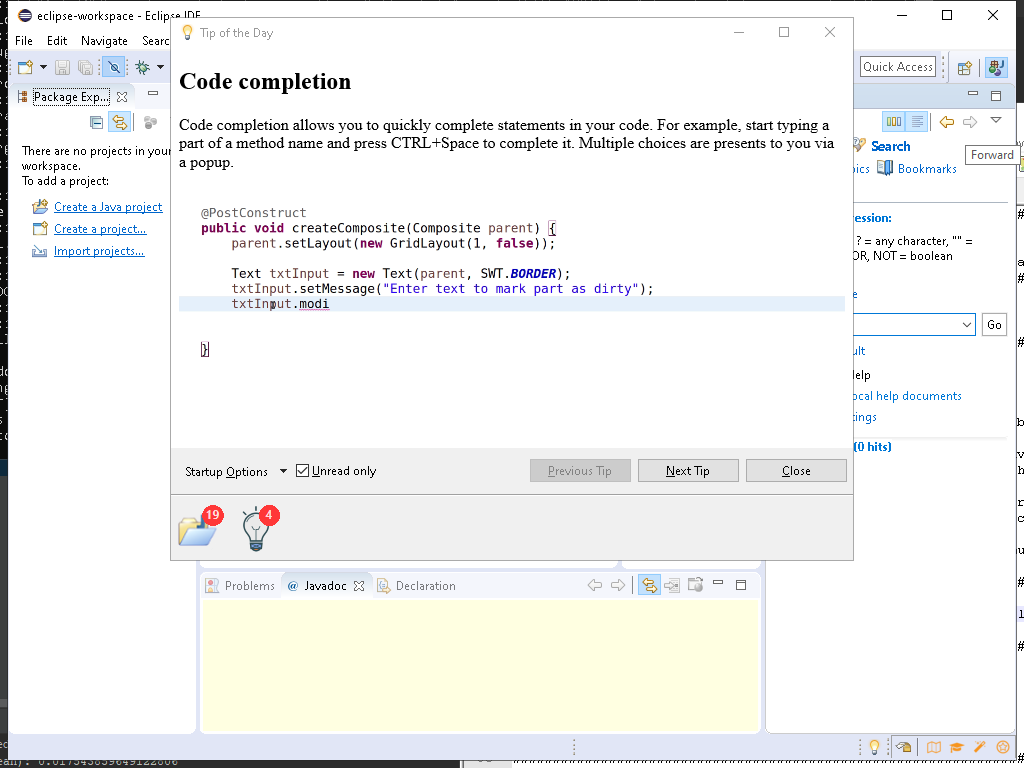 eclipse-workspace - Eclipse IDE
Tip of the Day
File Edit Navigate Searc
Quick Access
Package Exp...
Code completion
Code completion allows you to quickly complete statements in your code. For example, start typing a
part of a method name and press CTRL+Space to complete it. Multiple choices are presents to you via
a popup.
There are no projects in your
workspace.
To add a project:
Create a Java project
Create a project...
Import projects...
@PostConstruct
public void createComposite(Composite parent) {
parent.setLayout(new GridLayout(1, false));
Text txtInput = new Text(parent, SWT.BORDER);
txtInput.setMessage("Enter text to mark part as dirty");
txtInput.modi
}
Search
Forward
pics Bookmarks
ression:
? = any character, "" =
OR, NOT = boolean
e
Go
ult
Help
ocal help documents
tings
(0 hits)
Startup Options Unread only
Previous Tip Next Tip Close
19 4
Problems @ Javadoc Declaration
ean): 0.017543859649122806